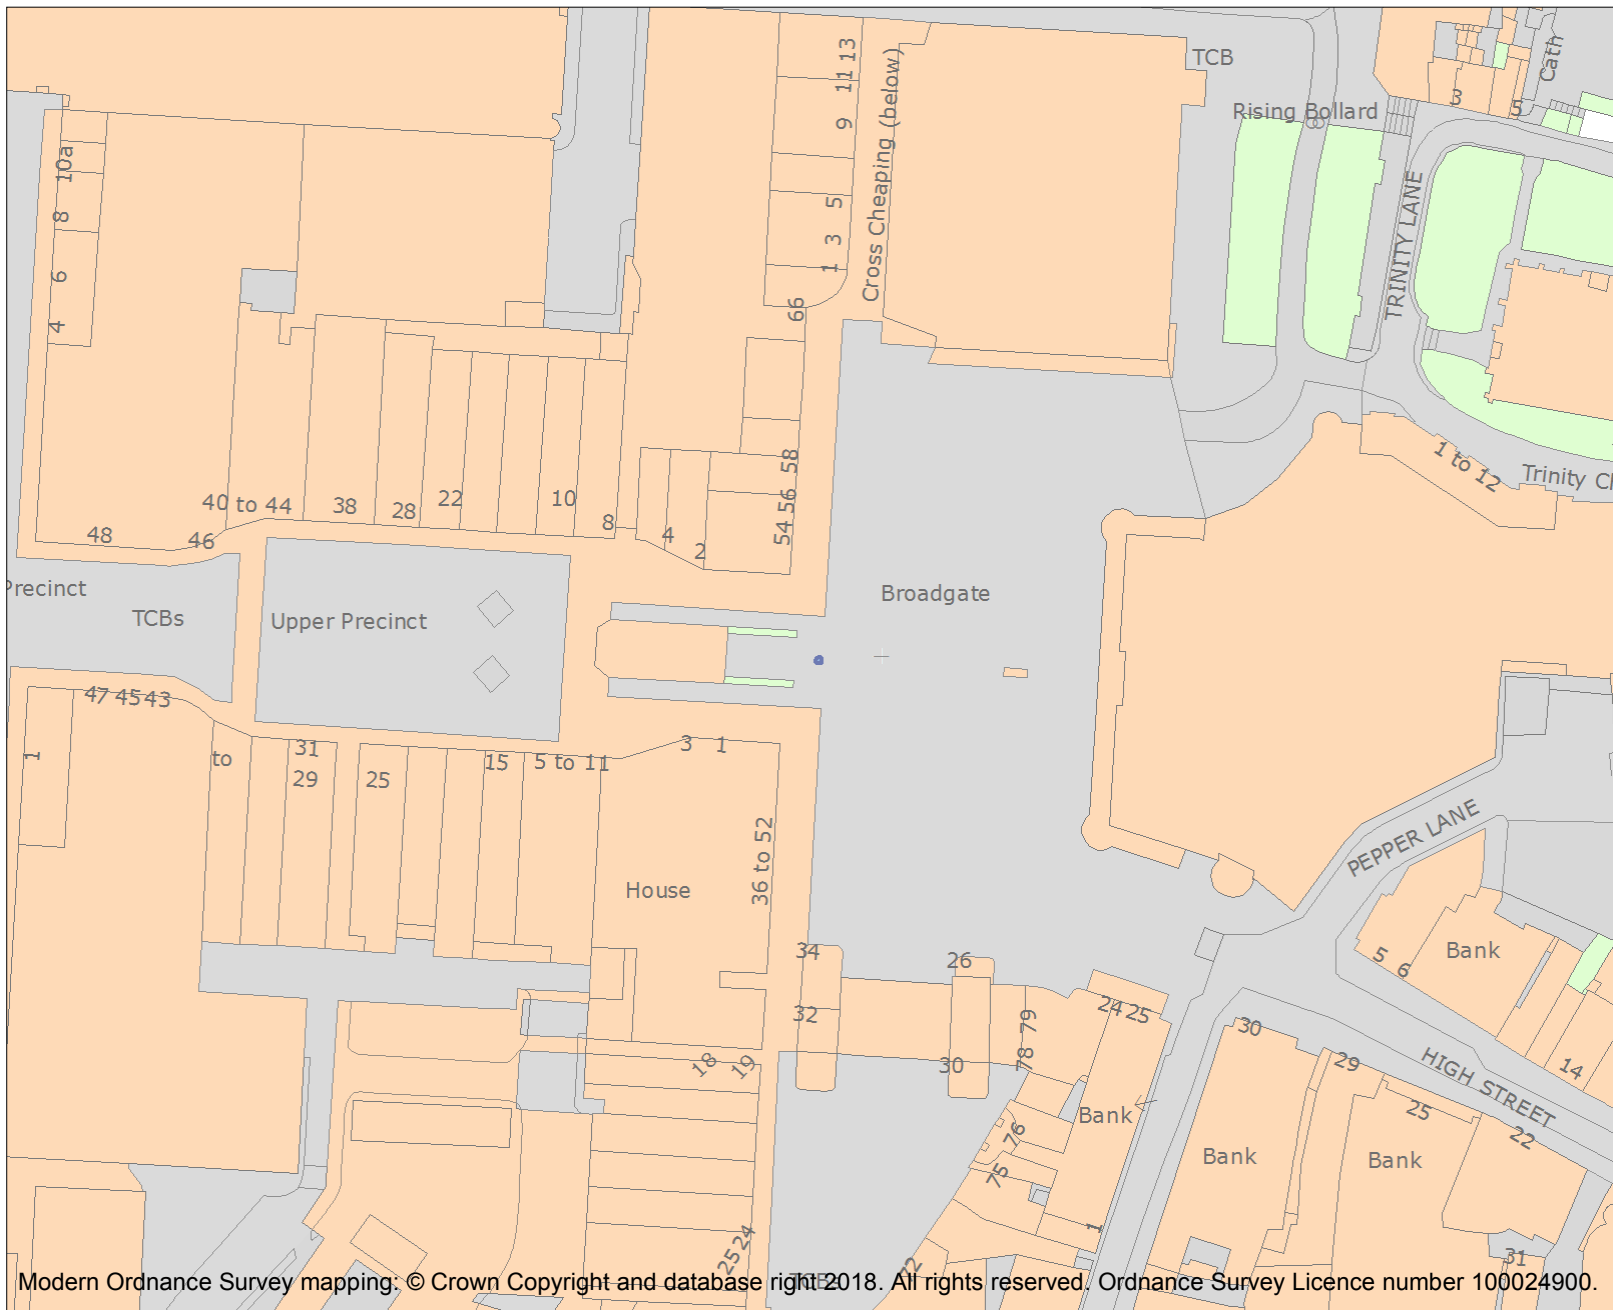 13
TCB
Cath
11
Rising Bollard
3
5
9
Cross Cheaping (below)
10a
8
5
3
1
TRINITY LANE
6
4
66
1 to 12
Trinity Ch
58
56
54
40 to 44
38
28
22
10
8
4
2
48
46
Precinct
TCBs
Upper Precinct
Broadgate
47
45
43
1
to
31
29
25
15
5 to 11
3
1
36 to 52
House
PEPPER LANE
34
26
5
6
Bank
32
79
24
25
30
18
19
30
78
29
14
HIGH STREET
Bank
25
22
76
Bank
Bank
75
1
24
25
31
72
TCBs
Modern Ordnance Survey mapping: © Crown Copyright and database right 2018. All rights reserved. Ordnance Survey Licence number 100024900.